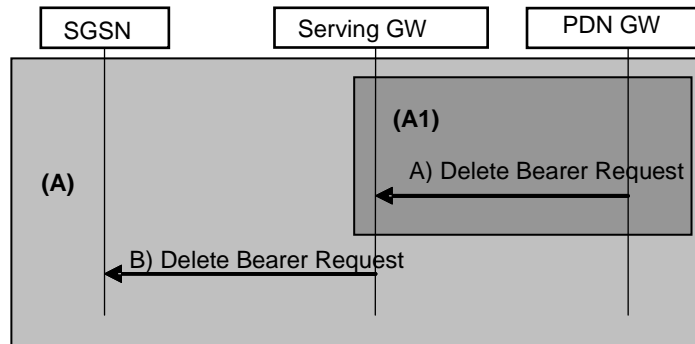 SGSN
Serving GW
PDN GW
(A1)
A) Delete Bearer Request
(A)
B) Delete Bearer Request